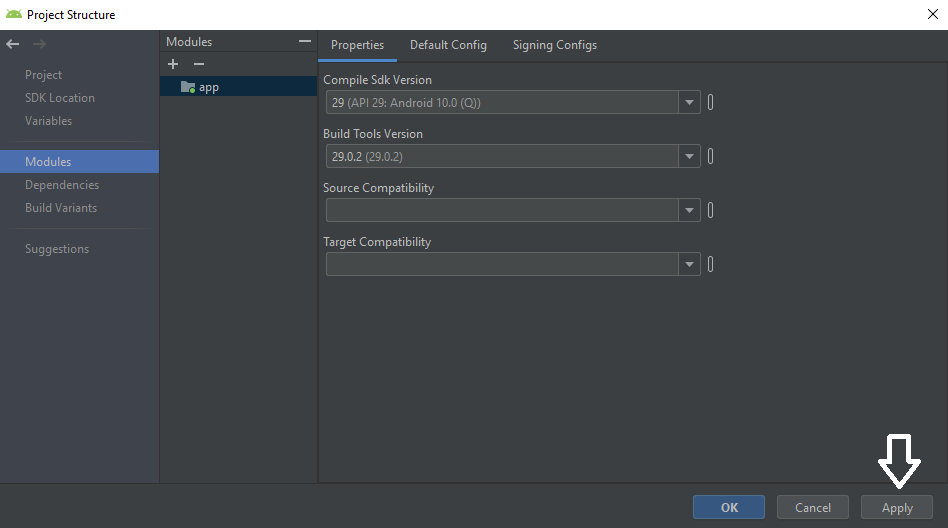 Project Structure
Project
SDK Location
Variables
Modules
Dependencies
Build Variants
Suggestions
Modules
app
Properties Default Config Signing Configs
Compile Sdk Version
29 (API 29: Android 10.0 (Q))
Build Tools Version
29.0.2 (29.0.2)
Source Compatibility
Target Compatibility
OK Cancel Apply